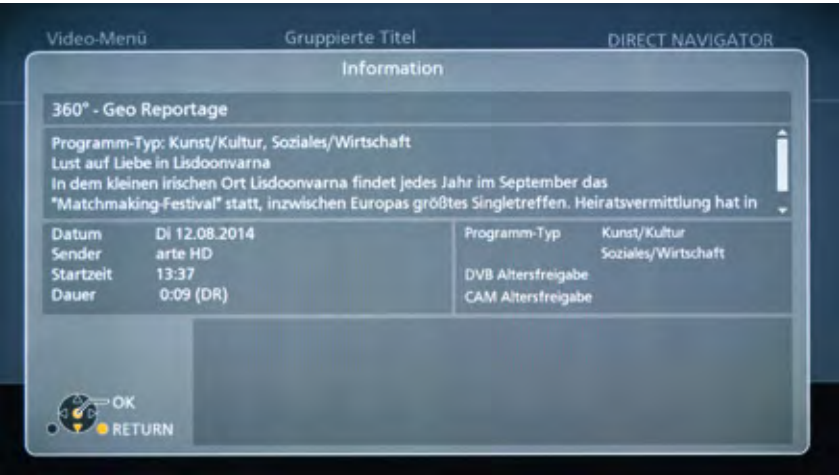 Video-Menü Gruppierte Titel DIRECT NAVIGATOR
Information
360° - Geo Reportage
Programm-Typ: Kunst/Kultur, Soziales/Wirtschaft
Lust auf Liebe in Lisdoonvarna
In dem kleinen irischen Ort Lisdoonvarna findet jedes Jahr im September das
"Matchmaking-Festival" statt, inzwischen Europas größtes Singletreffen. Heiratsvermittlung hat in
Datum Di 12.08.2014
Sender arte HD
Startzeit 13:37
Dauer 0:09 (DR)
Programm-Typ Kunst/Kultur
Soziales/Wirtschaft
DVB Altersfreigabe
CAM Altersfreigabe
OK
RETURN